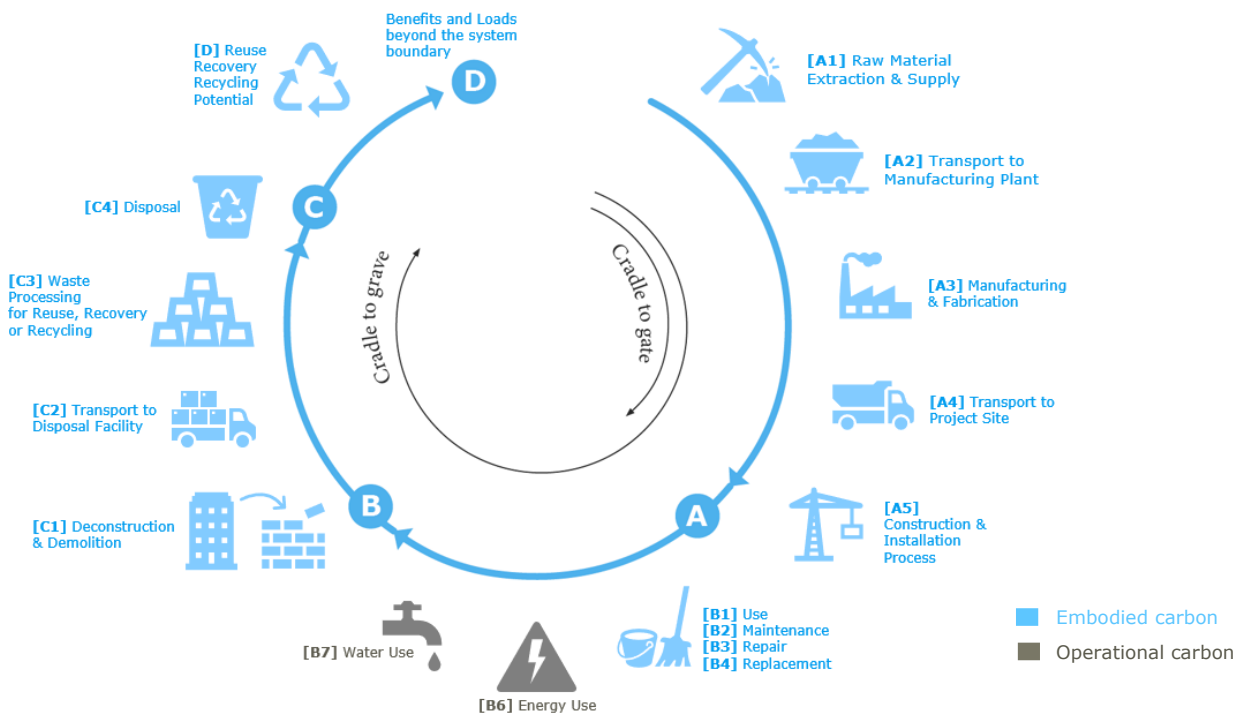 Benefits and Loads
beyond the system
boundary
D
[D] Reuse
Recovery
Recycling
Potential
[A1] Raw Material
Extraction & Supply
[A2] Transport to
Manufacturing Plant
[A3] Manufacturing
& Fabrication
[A4] Transport to
Project Site
[A5]
Construction &
Installation
Process
A
[B1] Use
[B2] Maintenance
[B3] Repair
[B4] Replacement
[B6] Energy Use
[B7] Water Use
B
[C1] Deconstruction
& Demolition
[C2] Transport to
Disposal Facility
[C3] Waste
Processing
for Reuse, Recovery
or Recycling
[C4] Disposal
C
Cradle to grave
Cradle to gate
Embodied carbon
Operational carbon